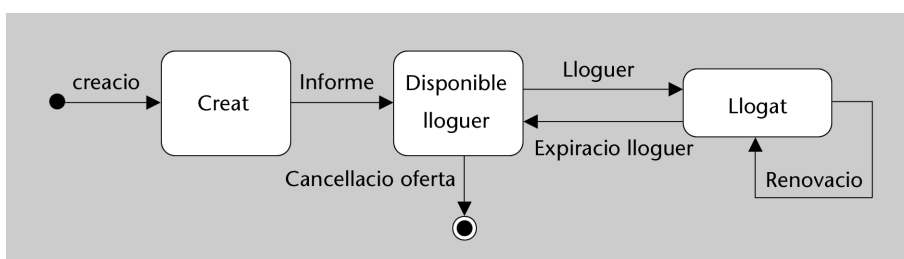 creacio
Creat
Informe
Disponible
lloguer
Lloguer
Expiracio lloguer
Llogat
Renovacio
Cancellacio oferta